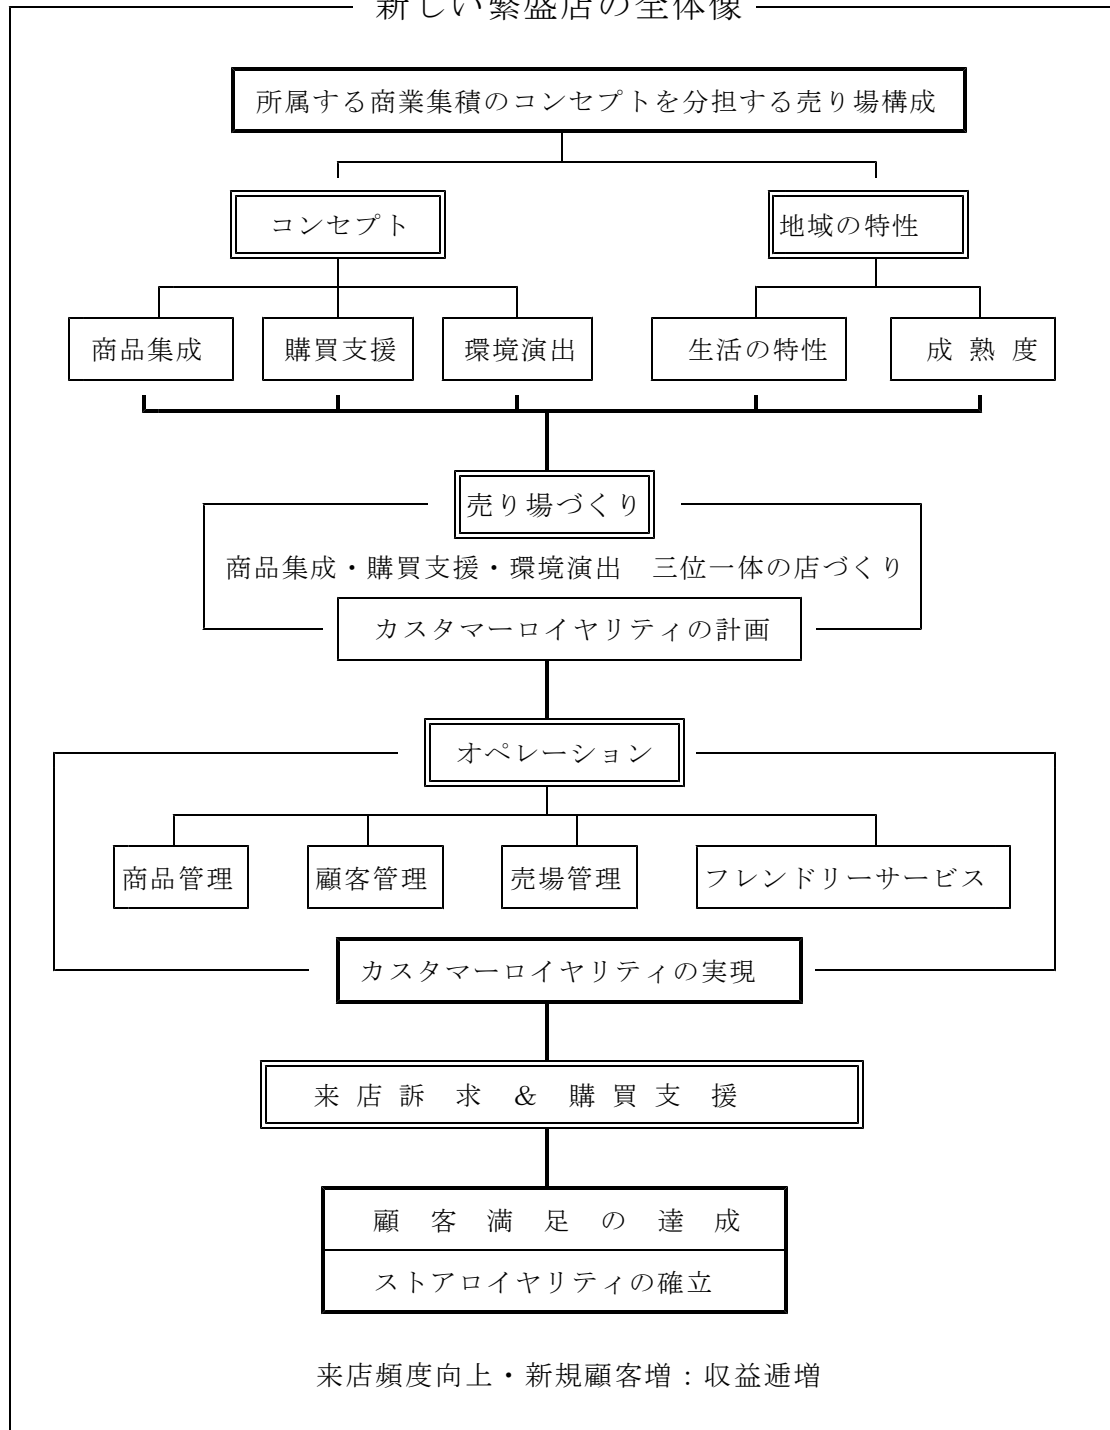 新しい繁盛店の全体像
所属する商業集積のコンセプトを分担する売り場構成
コンセプト
地域の特性
商品集成
購買支援
環境演出
生活の特性
成熟度
売り場づくり
商品集成・購買支援・環境演出　三位一体の店づくり
カスタマーロイヤリティの計画
オペレーション
商品管理
顧客管理
売場管理
フレンドリーサービス
カスタマーロイヤリティの実現
来店訴求＆購買支援
顧客満足の達成
ストアロイヤリティの確立
来店頻度向上・新規顧客増：収益逓増